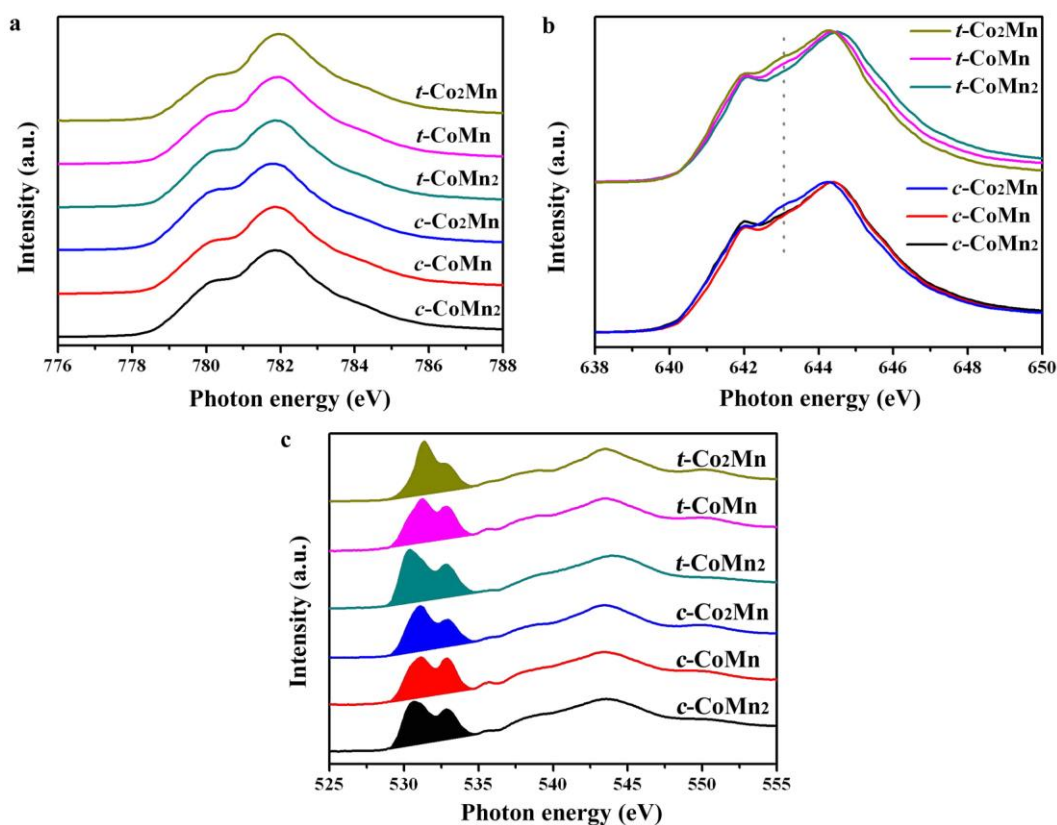 a
t-Co2Mn
t-CoMn
t-CoMn2
c-Co2Mn
c-CoMn
c-CoMn2
Intensity (a.u.)
776 778 780 782 784 786 788
Photon energy (eV)
b
t-Co2Mn
t-CoMn
t-CoMn2
c-Co2Mn
c-CoMn
c-CoMn2
Intensity (a.u.)
638 640 642 644 646 648 650
Photon energy (eV)
c
t-Co2Mn
t-CoMn
t-CoMn2
c-Co2Mn
c-CoMn
c-CoMn2
Intensity (a.u.)
525 530 535 540 545 550 555
Photon energy (eV)